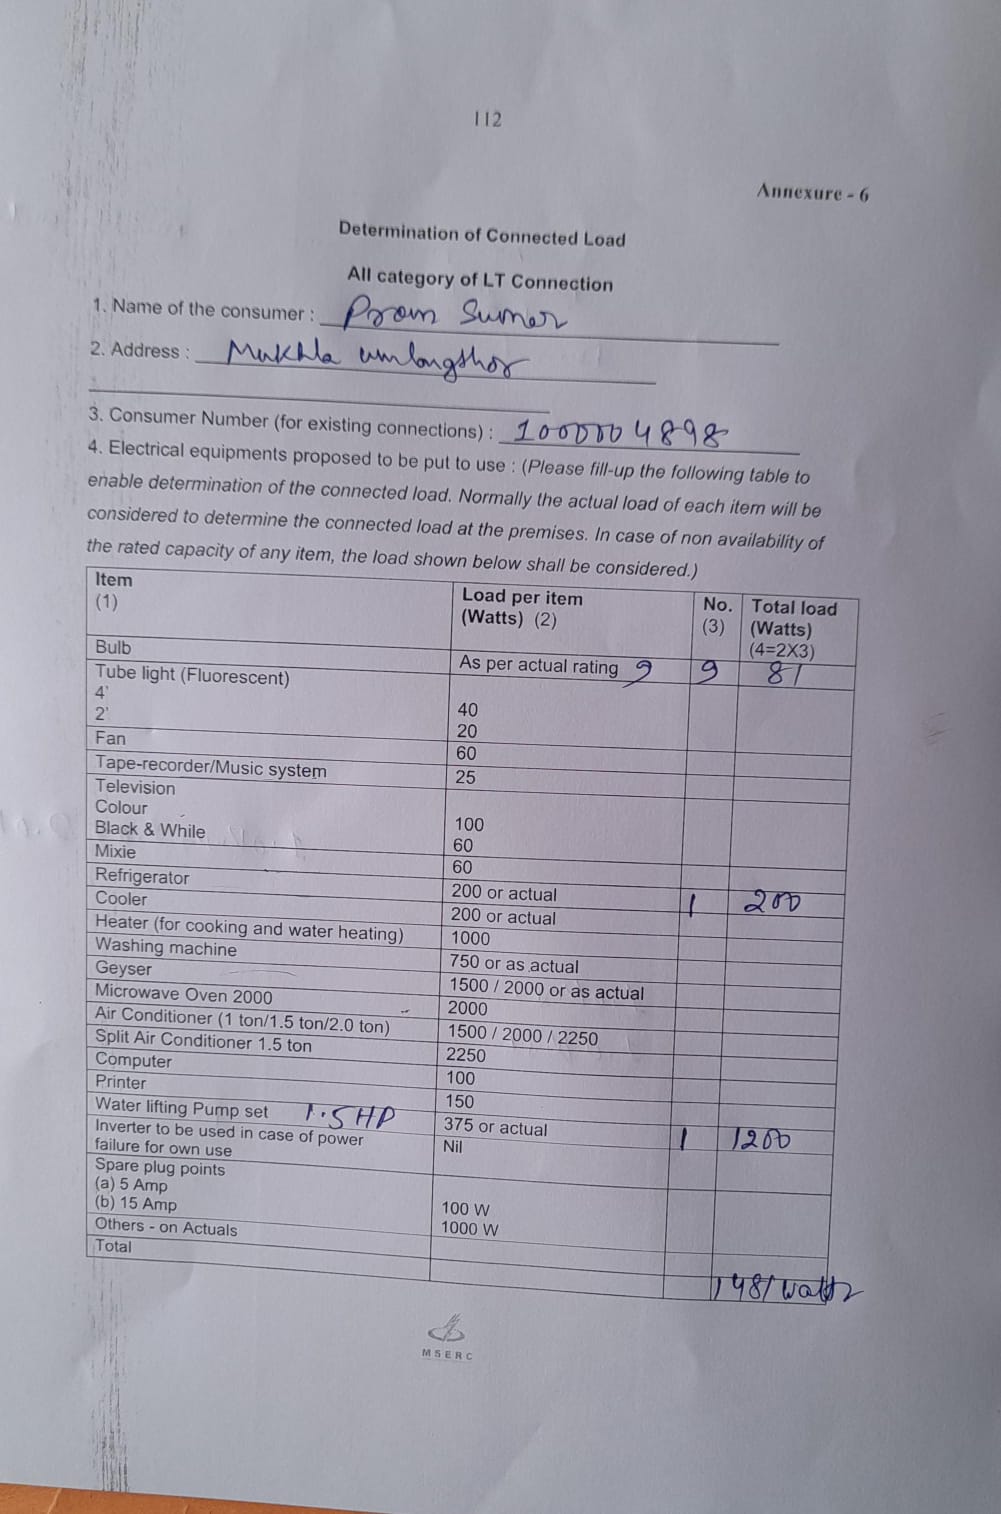 112
Annexure - 6
Determination of Connected Load
All category of LT Connection
1. Name of the consumer : Prom Sumer
2. Address : Mukhla umlongshor
3. Consumer Number (for existing connections) : 1000004898
4. Electrical equipments proposed to be put to use : (Please fill-up the following table to
enable determination of the connected load. Normally the actual load of each item will be
considered to determine the connected load at the premises. In case of non availability of
the rated capacity of any item, the load shown below shall be considered.)
Item (1) Load per item (Watts) (2) No. (3) Total load (Watts) (4=2X3)
Bulb As per actual rating 9 9 81
Tube light (Fluorescent)
4' 40
2' 20
Fan 60
Tape-recorder/Music system 25
Television
Colour 100
Black & While 60
Mixie 60
Refrigerator 200 or actual 1 200
Cooler 200 or actual
Heater (for cooking and water heating) 1000
Washing machine 750 or as actual
Geyser 1500 / 2000 or as actual
Microwave Oven 2000 2000
Air Conditioner (1 ton/1.5 ton/2.0 ton) 1500 / 2000 / 2250
Split Air Conditioner 1.5 ton 2250
Computer 100
Printer 150
Water lifting Pump set 1.5 HP 375 or actual 1 1200
Inverter to be used in case of power Nil
failure for own use
Spare plug points
(a) 5 Amp 100 W
(b) 15 Amp 1000 W
Others - on Actuals
Total 1481 watts
MSERC